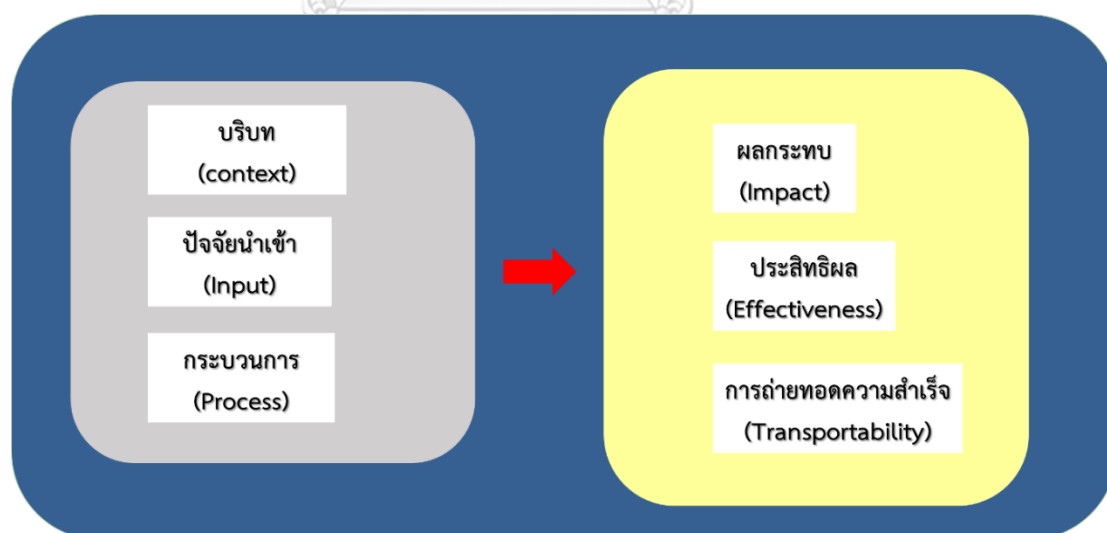 บริบท
(context)
ปัจจัยนำเข้า
(Input)
กระบวนการ
(Process)
ผลกระทบ
(Impact)
ประสิทธิผล
(Effectiveness)
การถ่ายทอดความสำเร็จ
(Transportability)